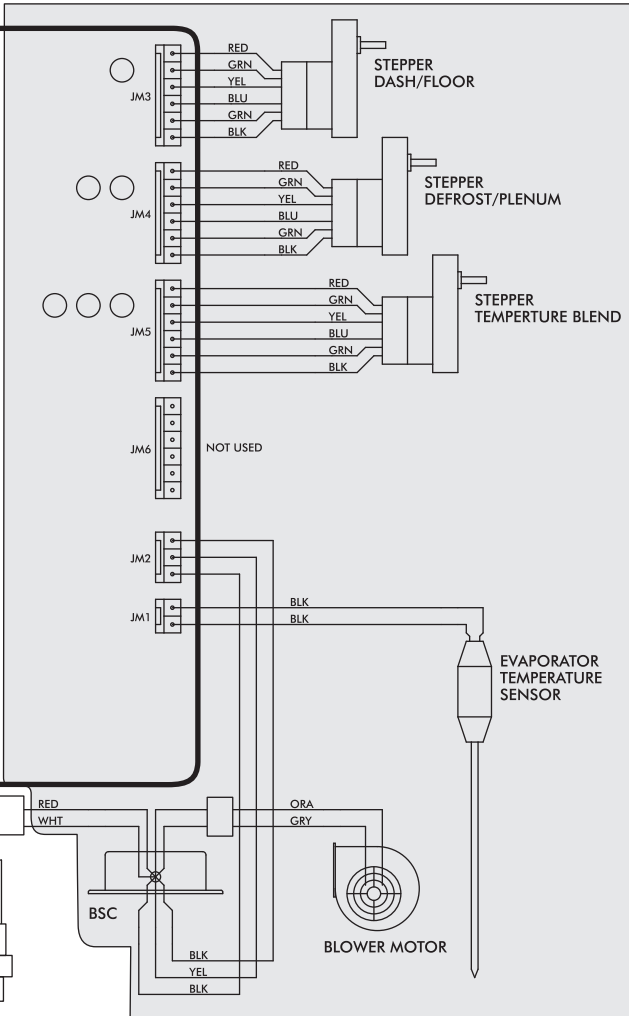 RED
GRN
YEL
JM3
BLU
GRN
BLK
STEPPER
DASH/FLOOR
RED
GRN
YEL
JM4
BLU
GRN
BLK
STEPPER
DEFROST/PLENUM
RED
GRN
YEL
JM5
BLU
GRN
BLK
STEPPER
TEMPERTURE BLEND
JM6
NOT USED
JM2
JM1
BLK
BLK
EVAPORATOR
TEMPERATURE
SENSOR
RED
WHT
ORA
GRY
BSC
BLOWER MOTOR
BLK
YEL
BLK